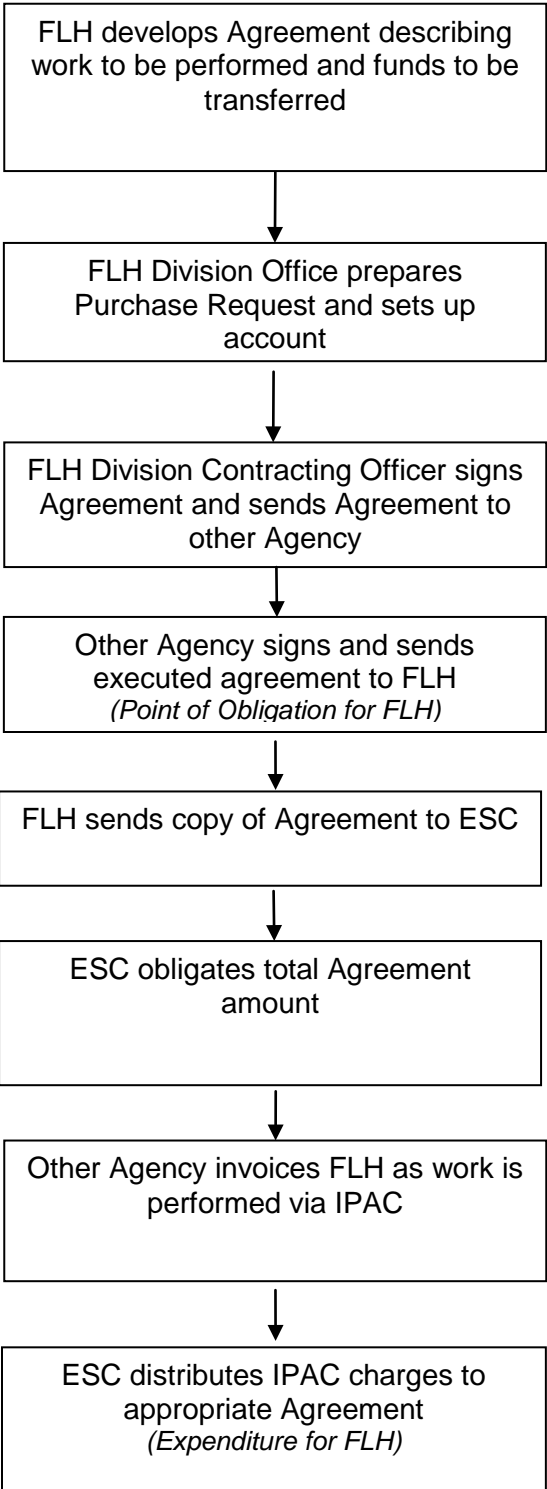 FLH develops Agreement describing
work to be performed and funds to be
transferred
FLH Division Office prepares
Purchase Request and sets up
account
FLH Division Contracting Officer signs
Agreement and sends Agreement to
other Agency
Other Agency signs and sends
executed agreement to FLH
(Point of Obligation for FLH)
FLH sends copy of Agreement to ESC
ESC obligates total Agreement
amount
Other Agency invoices FLH as work is
performed via IPAC
ESC distributes IPAC charges to
appropriate Agreement
(Expenditure for FLH)